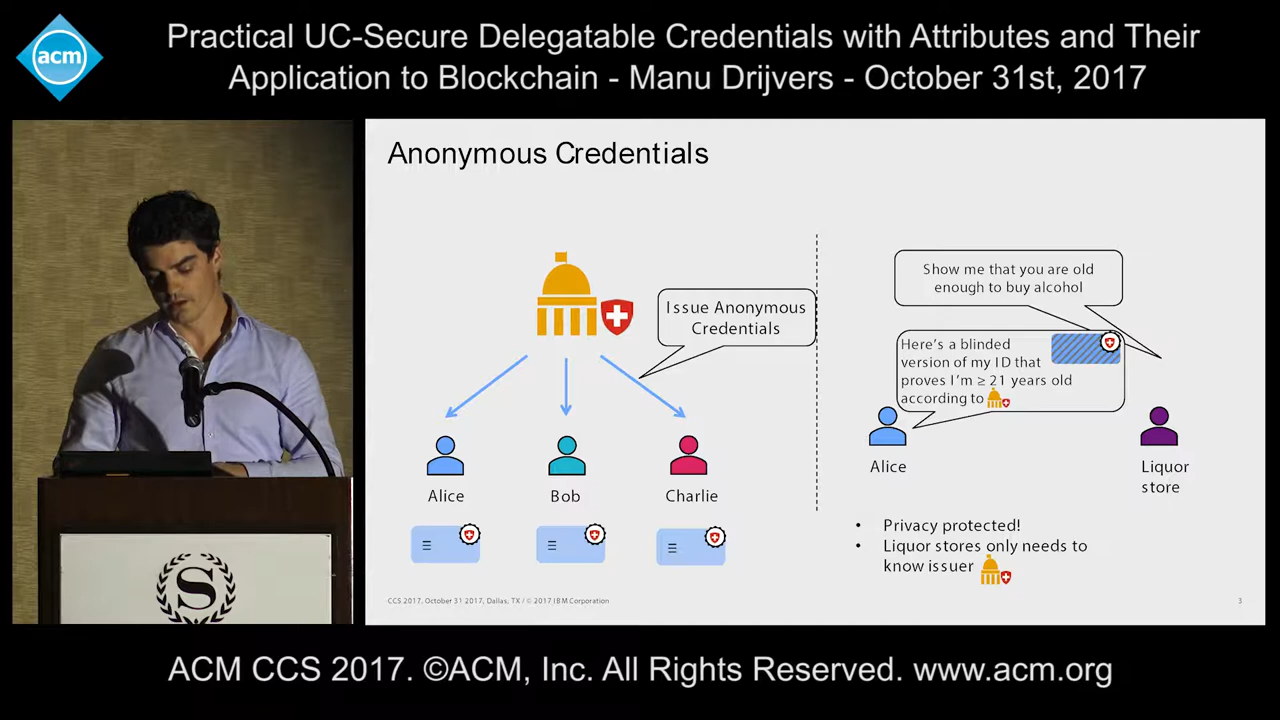 Practical UC-Secure Delegatable Credentials with Attributes and Their
Application to Blockchain - Manu Drijvers - October 31st, 2017
acm
Anonymous Credentials
Issue Anonymous
Credentials
Show me that you are old
enough to buy alcohol
Here's a blinded
version of my ID that
proves I'm ≥ 21 years old
according to
Alice
Bob
Charlie
Alice
Liquor
store
• Privacy protected!
• Liquor stores only needs to
know issuer
CCS 2017, October 31 2017, Dallas, TX / © 2017 IBM Corporation
3
S
ACM CCS 2017. ©ACM, Inc. All Rights Reserved. www.acm.org